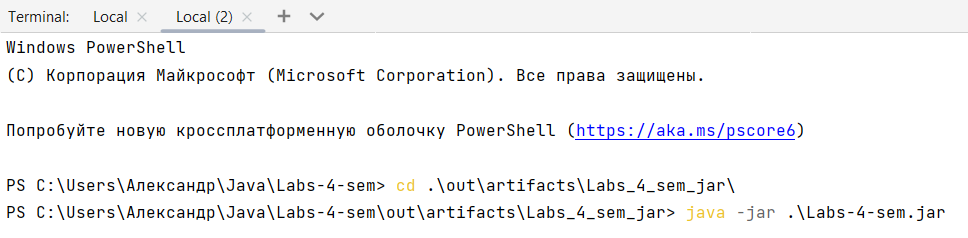 Terminal: Local Local (2)
Windows PowerShell
(C) Корпорация Майкрософт (Microsoft Corporation). Все права защищены.
Попробуйте новую кроссплатформенную оболочку PowerShell (https://aka.ms/pscore6)
PS C:\Users\Александр\Java\Labs-4-sem> cd .\out\artifacts\Labs_4_sem_jar\
PS C:\Users\Александр\Java\Labs-4-sem\out\artifacts\Labs_4_sem_jar> java -jar .\Labs-4-sem.jar